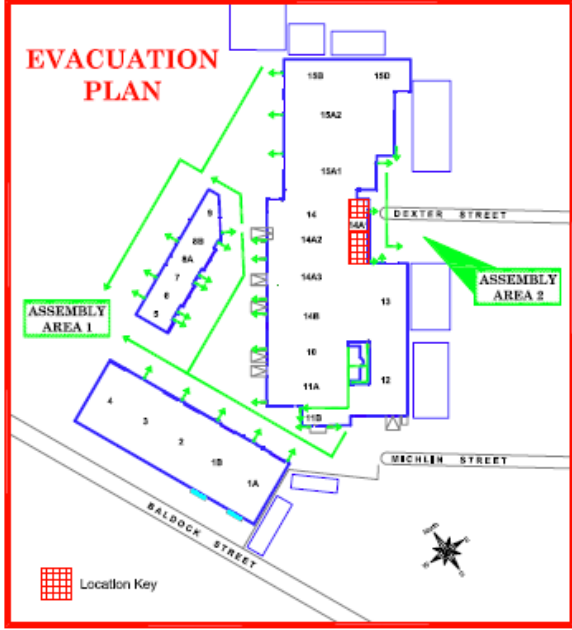 EVACUATION
PLAN
15B
15D
15A2
15A1
14
14A
DEXTER STREET
14A2
9
8B
8A
7
6
5
14A3
13
ASSEMBLY
AREA 2
ASSEMBLY
AREA 1
14B
10
11A
12
11B
4
3
2
1B
1A
MICHLIN STREET
BALDOCK STREET
North
E
S
W
Location Key